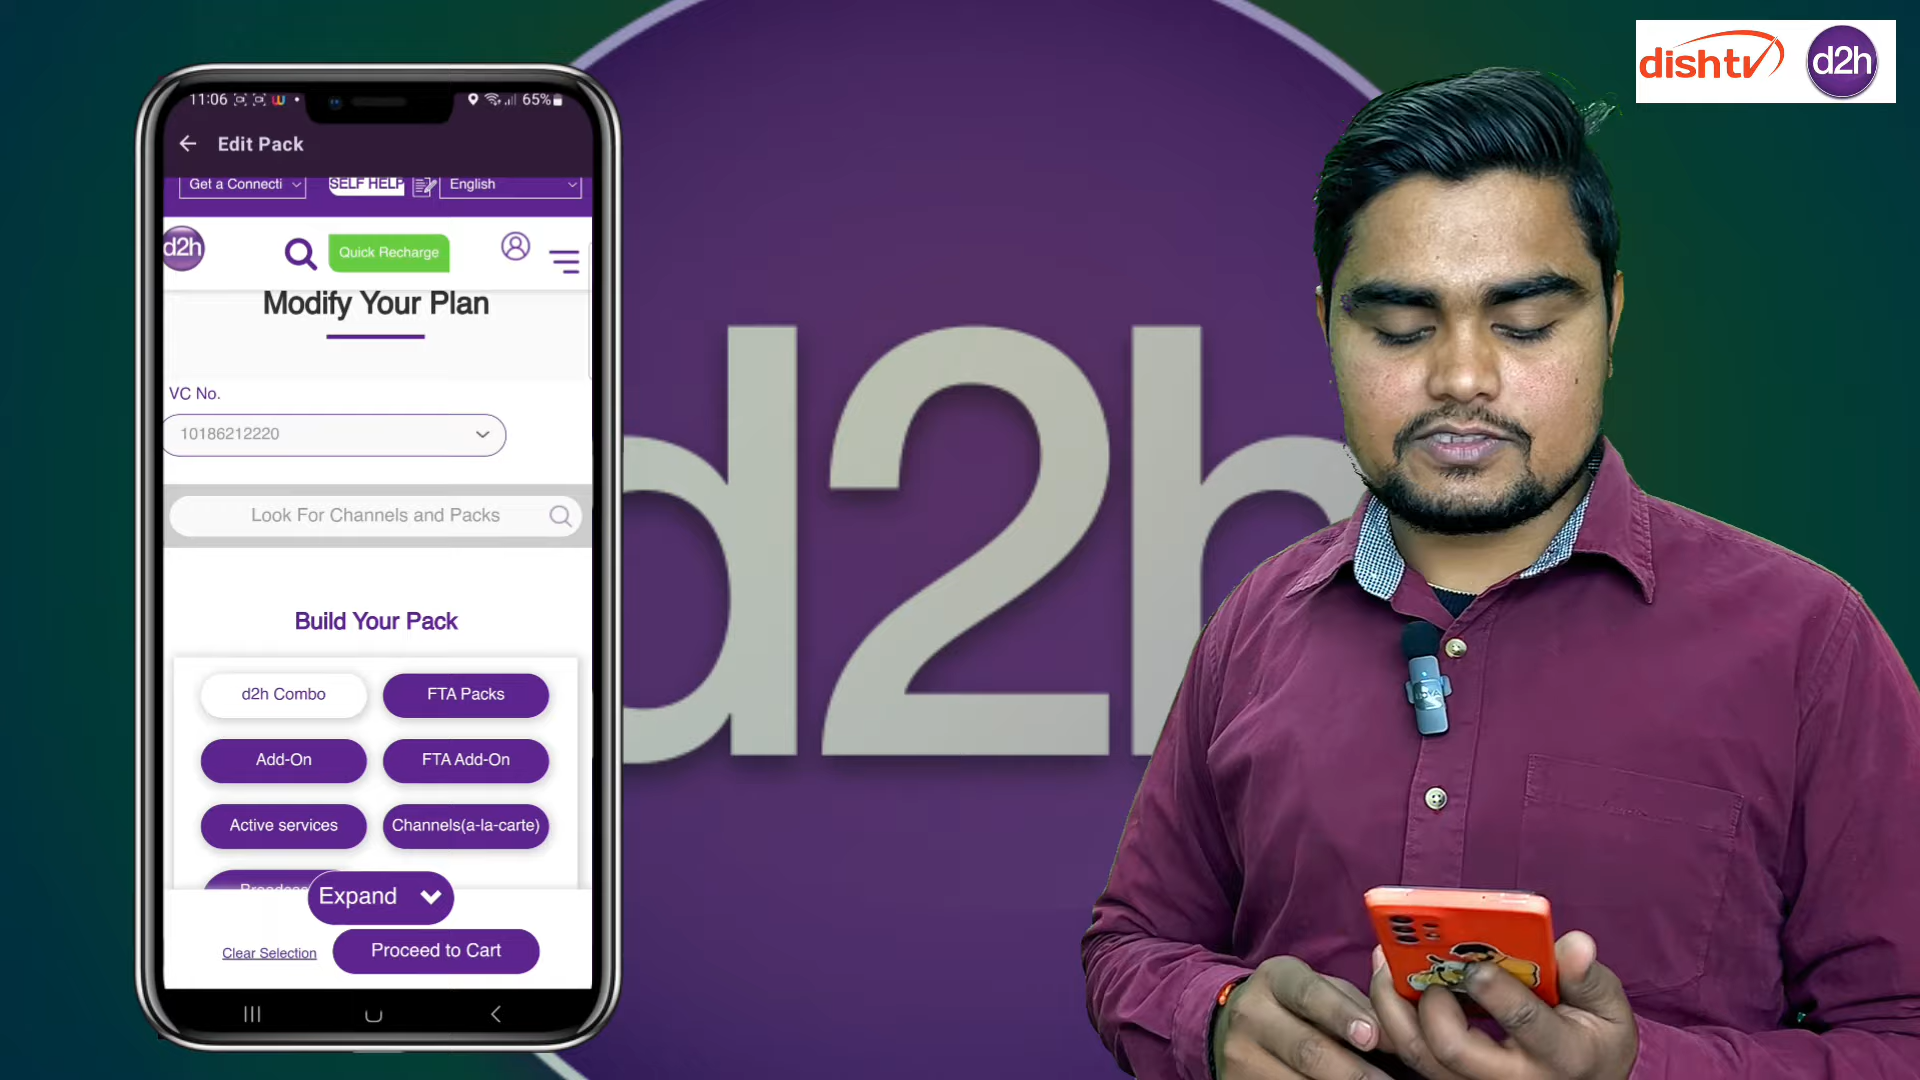 11:06
65%
Edit Pack
Get a Connecti
SELF HELP
English
d2h
Quick Recharge
Modify Your Plan
VC No.
10186212220
Look For Channels and Packs
Build Your Pack
d2h Combo
FTA Packs
Add-On
FTA Add-On
Active services
Channels(a-la-carte)
Expand
Clear Selection
Proceed to Cart
d2h
dishtv
d2h